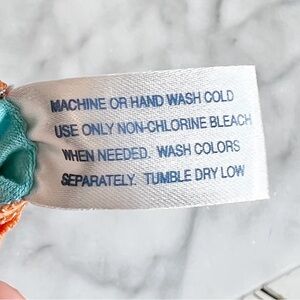 MACHINE OR HAND WASH COLD
USE ONLY NON-CHLORINE BLEACH
WHEN NEEDED. WASH COLORS
SEPARATELY. TUMBLE DRY LOW